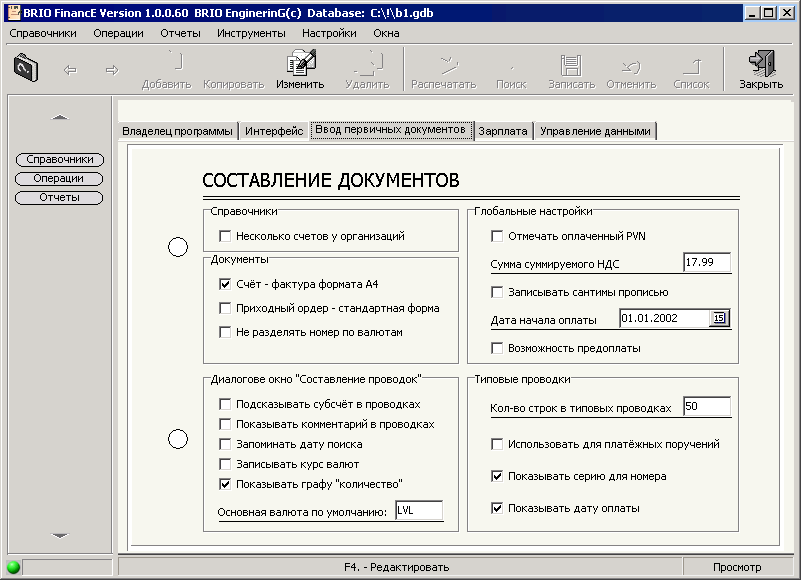 BRIO FinancE Version 1.0.0.60 BRIO EnginerinG(c) Database: C:\!\b1.gdb
Справочники Операции Отчеты Инструменты Настройки Окна
Добавить Копировать Изменить Удалить Распечатать Поиск Записать Отменить Список Закрыть
Владелец программы Интерфейс Ввод первичных документов Зарплата Управление данными
Справочники
Операции
Отчеты
СОСТАВЛЕНИЕ ДОКУМЕНТОВ
Справочники
Несколько счетов у организаций
Документы
Счёт - фактура формата А4
Приходный ордер - стандартная форма
Не разделять номер по валютам
Глобальные настройки
Отмечать оплаченный PVN
Сумма суммируемого НДС 17.99
Записывать сантимы прописью
Дата начала оплаты 01.01.2002 15
Возможность предоплаты
Диалогове окно "Составление проводок"
Подсказывать субсчёт в проводках
Показывать комментарий в проводках
Запоминать дату поиска
Записывать курс валют
Показывать графу "количество"
Основная валюта по умолчанию: LVL
Типовые проводки
Кол-во строк в типовых проводках 50
Использовать для платёжных поручений
Показывать серию для номера
Показывать дату оплаты
F4. - Редактировать Просмотр